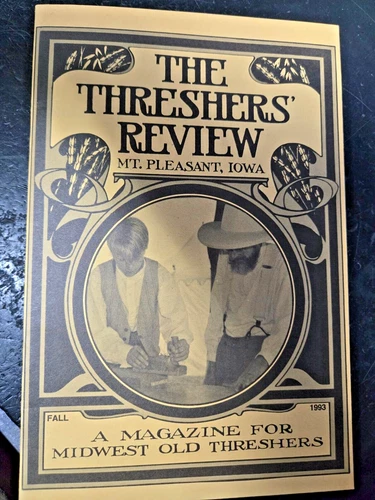 THE
THRESHERS'
REVIEW
MT. PLEASANT, IOWA
FALL 1993
A MAGAZINE FOR
MIDWEST OLD THRESHERS